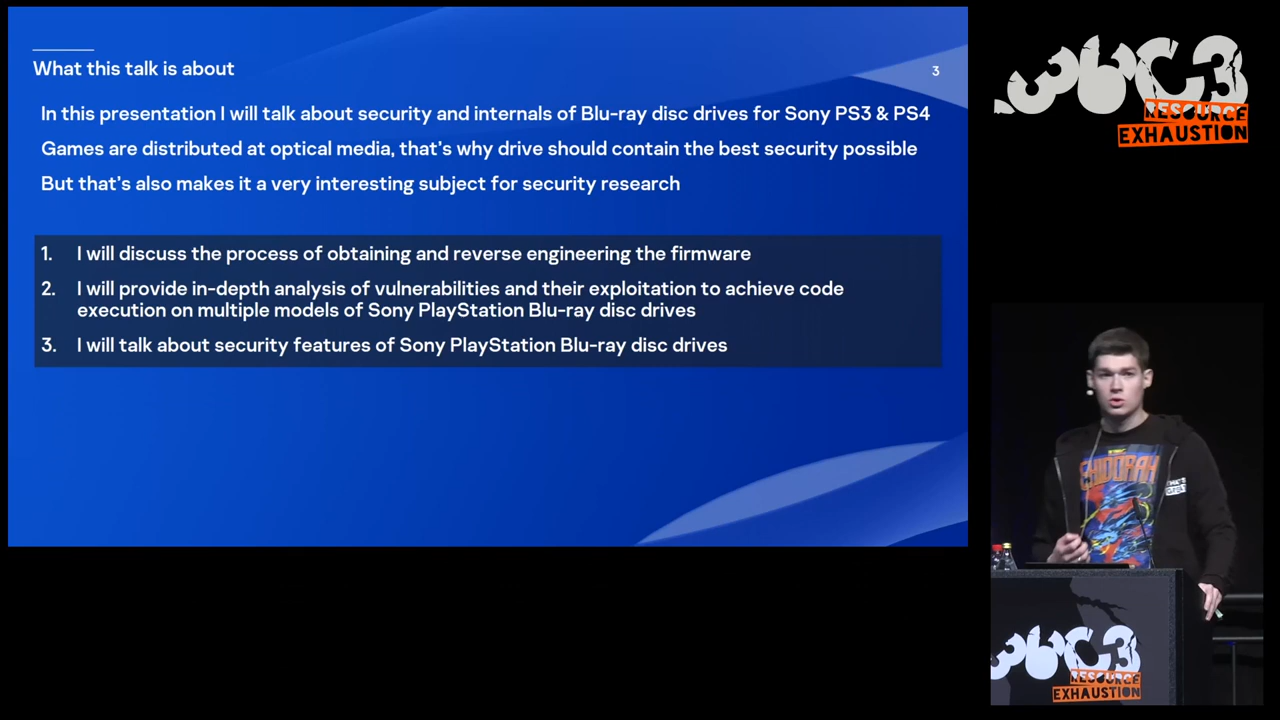 What this talk is about
3
In this presentation I will talk about security and internals of Blu-ray disc drives for Sony PS3 & PS4
Games are distributed at optical media, that's why drive should contain the best security possible
But that's also makes it a very interesting subject for security research
1. I will discuss the process of obtaining and reverse engineering the firmware
2. I will provide in-depth analysis of vulnerabilities and their exploitation to achieve code
execution on multiple models of Sony PlayStation Blu-ray disc drives
3. I will talk about security features of Sony PlayStation Blu-ray disc drives
36C3
RESOURCE
EXHAUSTION
36C3
RESOURCE
EXHAUSTION